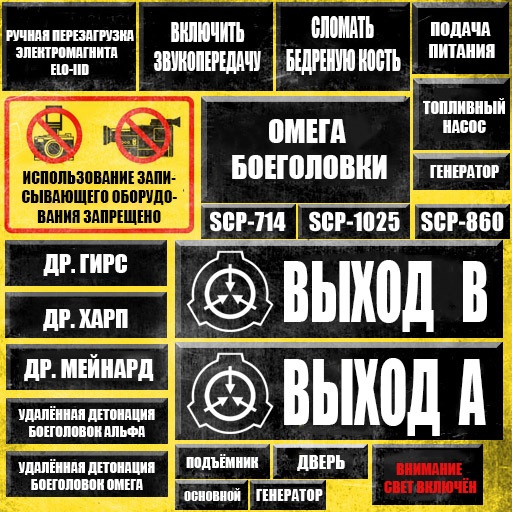 РУЧНАЯ ПЕРЕЗАГРУЗКА
ЭЛЕКТРОМАГНИТА
ELO-IID
ВКЛЮЧИТЬ
ЗВУКОПЕРЕДАЧУ
СЛОМАТЬ
БЕДРЕНУЮ КОСТЬ
ПОДАЧА
ПИТАНИЯ
ТОПЛИВНЫЙ
НАСОС
ГЕНЕРАТОР
ИСПОЛЬЗОВАНИЕ ЗАПИ-
СЫВАЮЩЕГО ОБОРУДО-
ВАНИЯ ЗАПРЕЩЕНО
ОМЕГА
БОЕГОЛОВКИ
SCP-714
SCP-1025
SCP-860
ДР. ГИРС
ДР. ХАРП
ДР. МЕЙНАРД
УДАЛЁННАЯ ДЕТОНАЦИЯ
БОЕГОЛОВОК АЛЬФА
УДАЛЁННАЯ ДЕТОНАЦИЯ
БОЕГОЛОВОК ОМЕГА
ВЫХОД B
ВЫХОД A
ПОДЪЁМНИК
ДВЕРЬ
ОСНОВНОЙ
ГЕНЕРАТОР
ВНИМАНИЕ
СВЕТ ВКЛЮЧЁН